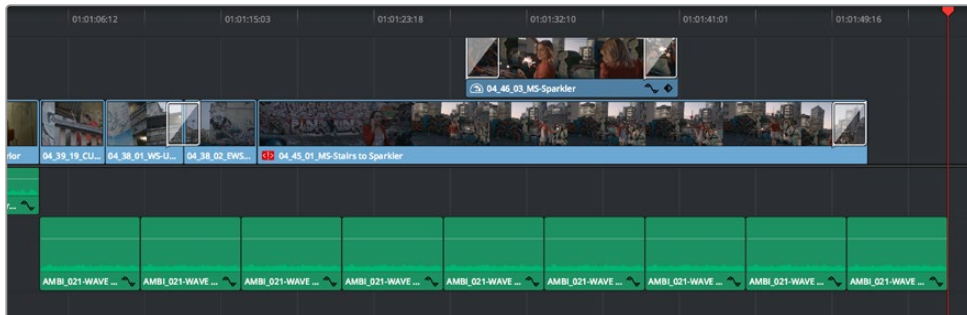 01:01:06:12
01:01:15:03
01:01:23:18
01:01:32:10
01:01:41:01
01:01:49:16
04_46_03_MS-Sparkler
04_39_19_CU...
04_38_01_WS-U...
04_38_02_EWS...
04_45_01_MS-Stairs to Sparkler
AMBI_021-WAVE ...
AMBI_021-WAVE ...
AMBI_021-WAVE ...
AMBI_021-WAVE ...
AMBI_021-WAVE ...
AMBI_021-WAVE ...
AMBI_021-WAVE ...
AMBI_021-WAVE ...
AMBI_021-WAVE ...